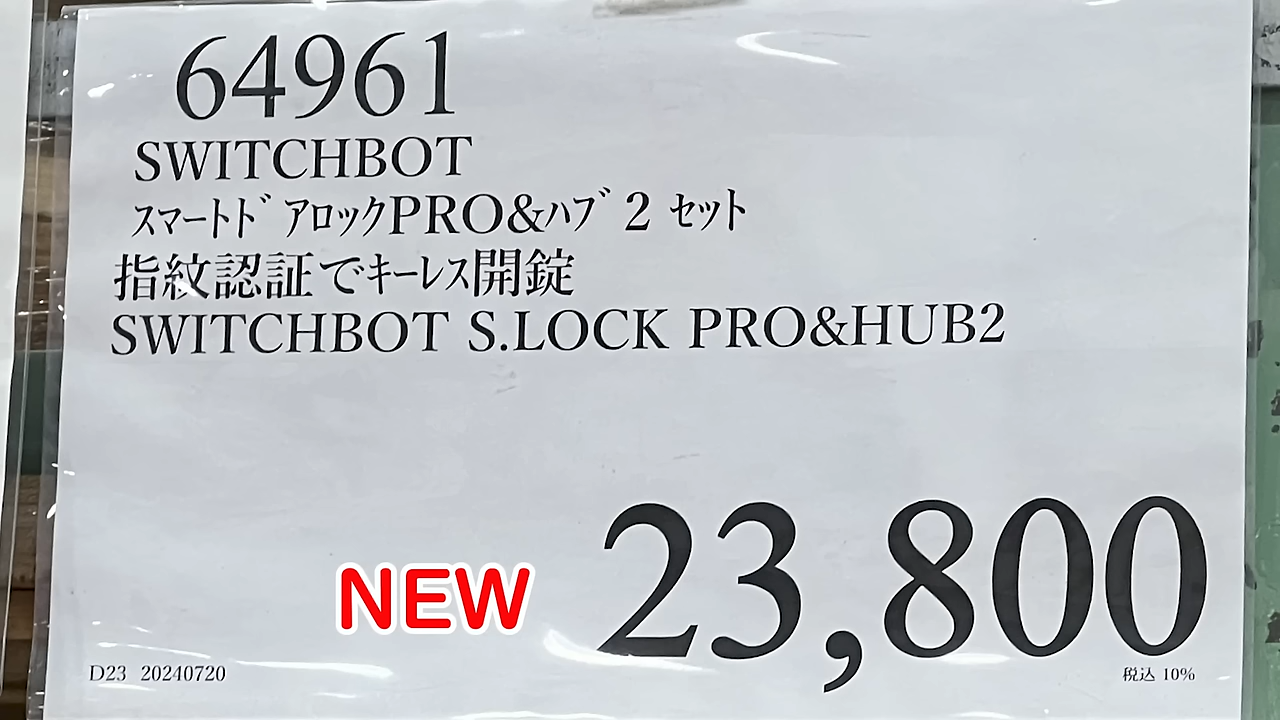 64961
SWITCHBOT
ｽﾏｰﾄﾄﾞｱﾛｯｸPRO&ﾊﾌﾞ2 ｾｯﾄ
指紋認証でｷｰﾚｽ開錠
SWITCHBOT S.LOCK PRO&HUB2
NEW 23,800
D23 20240720 税込 10%